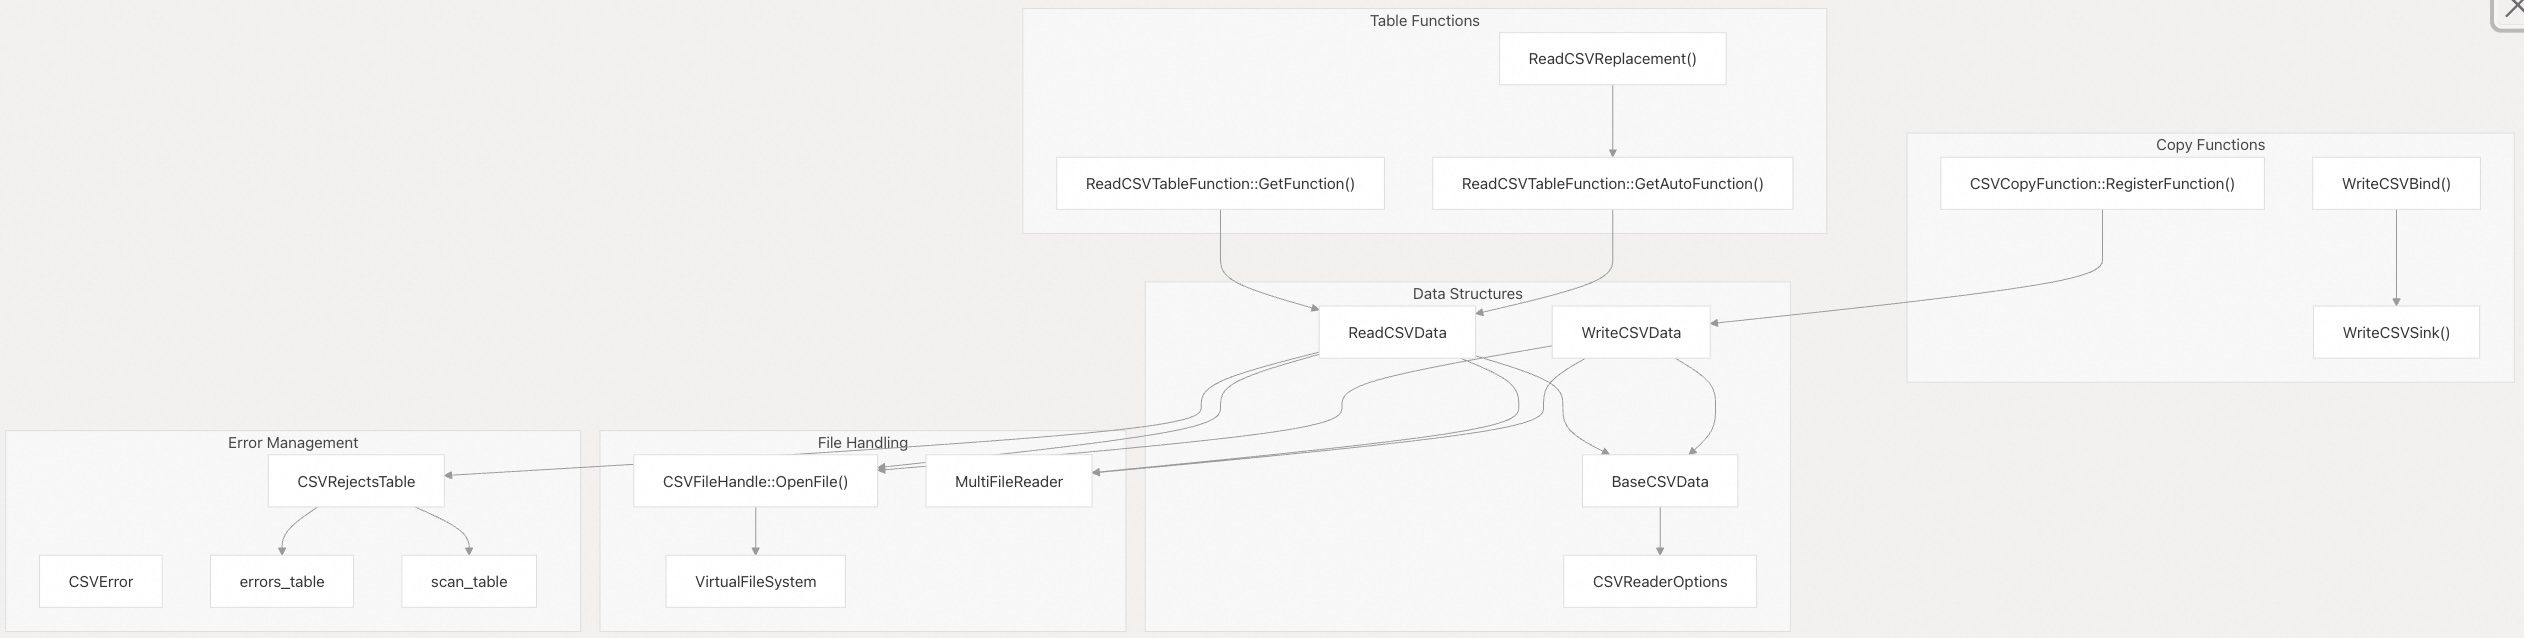 Table Functions
ReadCSVReplacement()
Copy Functions
ReadCSVTableFunction::GetFunction()
ReadCSVTableFunction::GetAutoFunction()
CSVCopyFunction::RegisterFunction()
WriteCSVBind()
Data Structures
ReadCSVData
WriteCSVData
WriteCSVSink()
Error Management
File Handling
CSVRejectsTable
CSVFileHandle::OpenFile()
MultiFileReader
BaseCSVData
CSVError
errors_table
scan_table
VirtualFileSystem
CSVReaderOptions